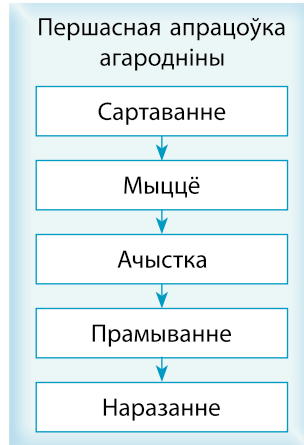 Першасная апрацоўка
агародніны
Сартаванне
Мыццё
Ачыстка
Прамыванне
Наразанне